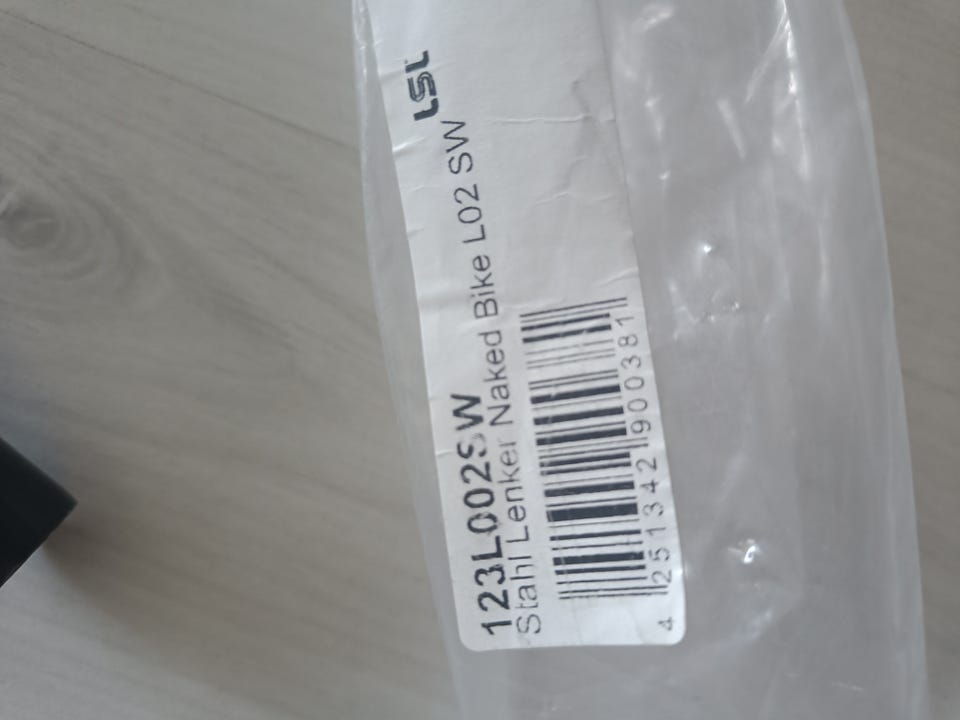 LSL
123L002SW
Stahl Lenker Naked Bike L02 SW
4 251342 900381